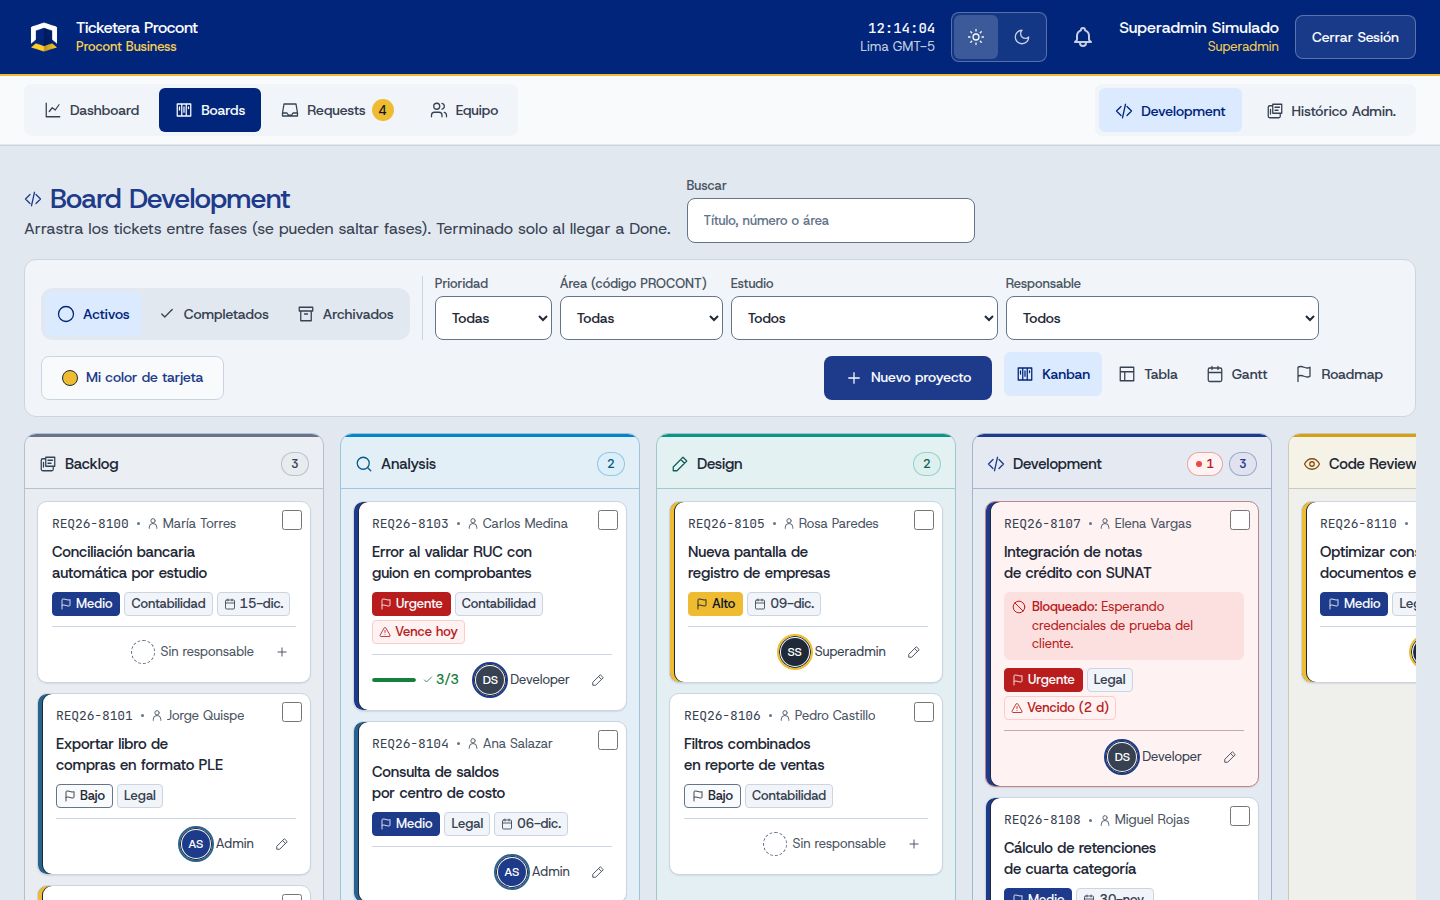 Ticketera Procont
Procont Business
12:14:04
Lima GMT-5
Superadmin Simulado
Superadmin
Cerrar Sesión
Dashboard
Boards
Requests 4
Equipo
Development
Histórico Admin.
Board Development
Arrastra los tickets entre fases (se pueden saltar fases). Terminado solo al llegar a Done.
Buscar
Título, número o área
Activos
Completados
Archivados
Prioridad
Todas
Área (código PROCONT)
Todas
Estudio
Todos
Responsable
Todos
Mi color de tarjeta
Nuevo proyecto
Kanban
Tabla
Gantt
Roadmap
Backlog 3
REQ26-8100 • María Torres
Conciliación bancaria
automática por estudio
Medio Contabilidad 15-dic.
Sin responsable +
REQ26-8101 • Jorge Quispe
Exportar libro de
compras en formato PLE
Bajo Legal
AS Admin
Analysis 2
REQ26-8103 • Carlos Medina
Error al validar RUC con
guion en comprobantes
Urgente Contabilidad
Vence hoy
3/3 DS Developer
REQ26-8104 • Ana Salazar
Consulta de saldos
por centro de costo
Medio Legal 06-dic.
AS Admin
Design 2
REQ26-8105 • Rosa Paredes
Nueva pantalla de
registro de empresas
Alto 09-dic.
SS Superadmin
REQ26-8106 • Pedro Castillo
Filtros combinados
en reporte de ventas
Bajo Contabilidad
Sin responsable +
Development 1 3
REQ26-8107 • Elena Vargas
Integración de notas
de crédito con SUNAT
Bloqueado: Esperando
credenciales de prueba del
cliente.
Urgente Legal
Vencido (2 d)
DS Developer
REQ26-8108 • Miguel Rojas
Cálculo de retenciones
de cuarta categoría
Medio 30-nov.
Code Review
REQ26-8110 •
Optimizar cons
documentos e
Medio Leg